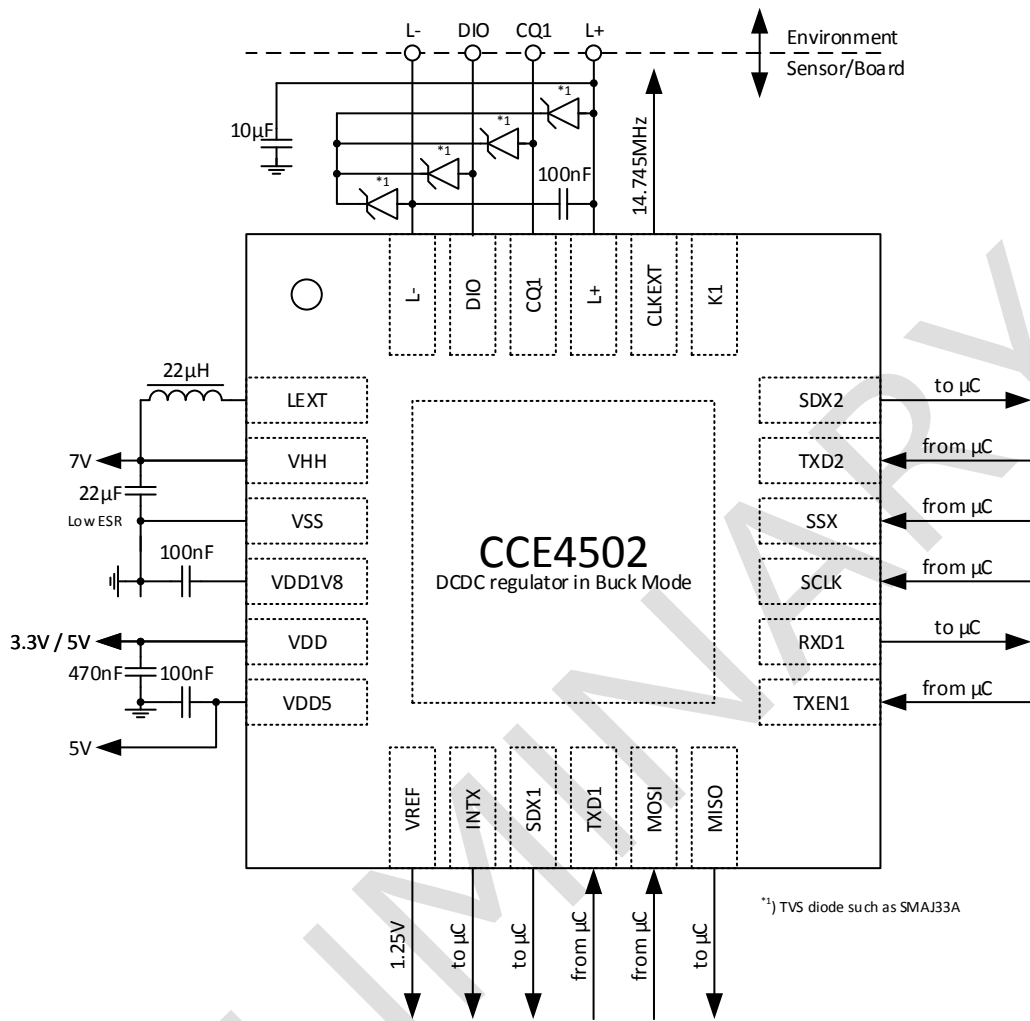 L- DIO CQ1 L+
Environment
Sensor/Board
*1
*1
*1
*1
10µF
100nF
14.745MHz
L-
DIO
CQ1
L+
CLKEXT
K1
22µH
LEXT
7V
VHH
22µF
Low ESR
VSS
100nF
VDD1V8
3.3V / 5V
VDD
470nF
100nF
VDD5
5V
CCE4502
DCDC regulator in Buck Mode
SDX2
to µC
TXD2
from µC
SSX
from µC
SCLK
from µC
RXD1
to µC
TXEN1
from µC
VREF
INTX
SDX1
TXD1
MOSI
MISO
1.25V
to µC
to µC
from µC
from µC
to µC
*1) TVS diode such as SMAJ33A
LIMINARY